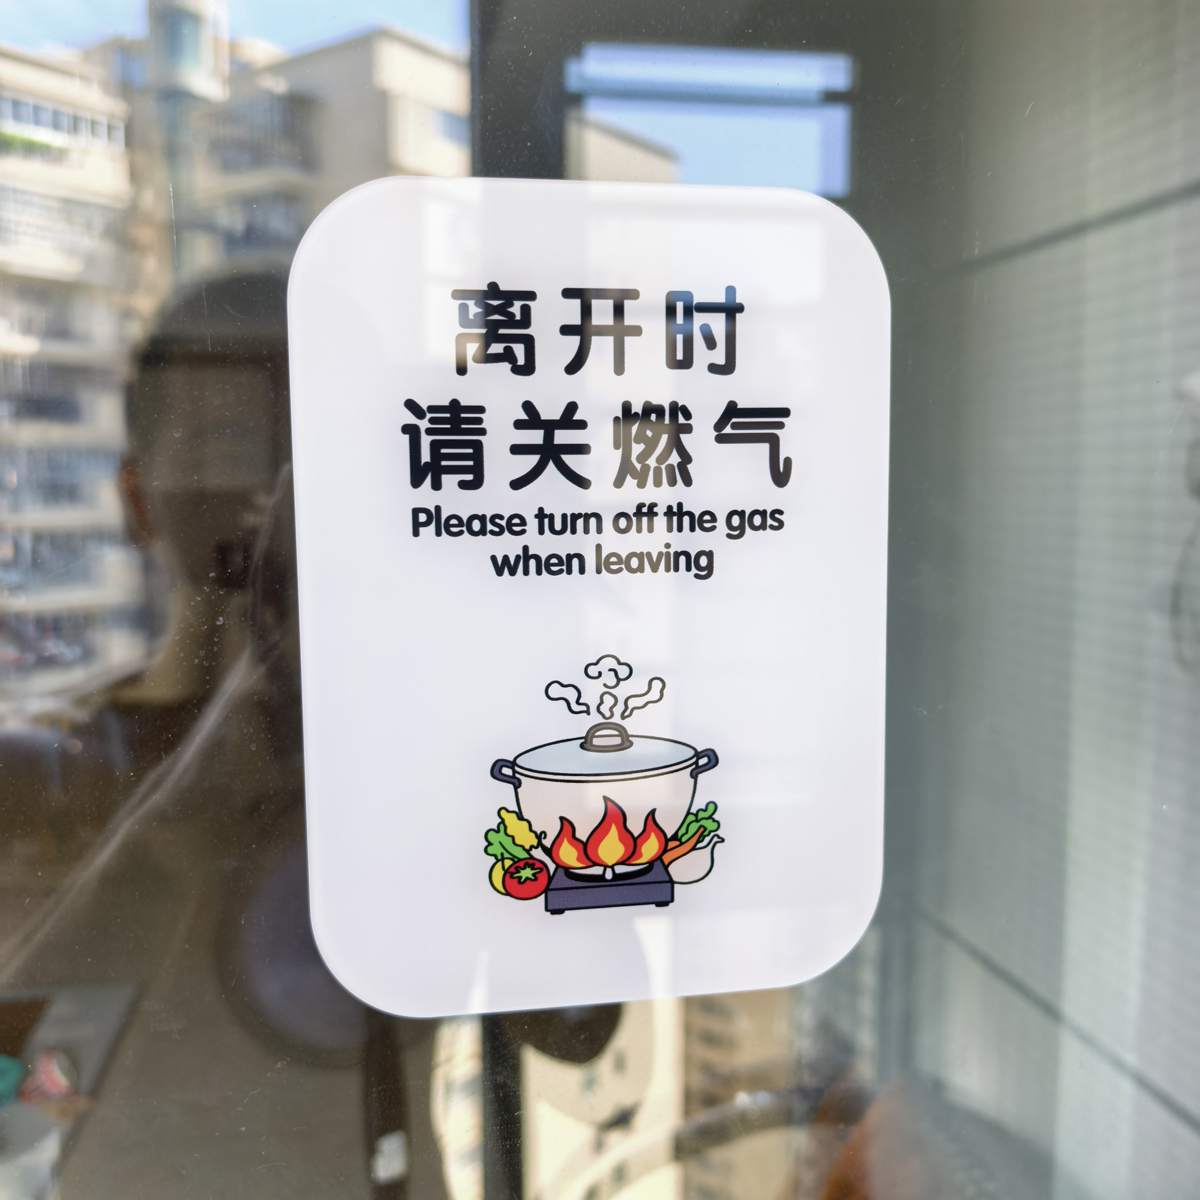 离开时
请关燃气
Please turn off the gas
when leaving